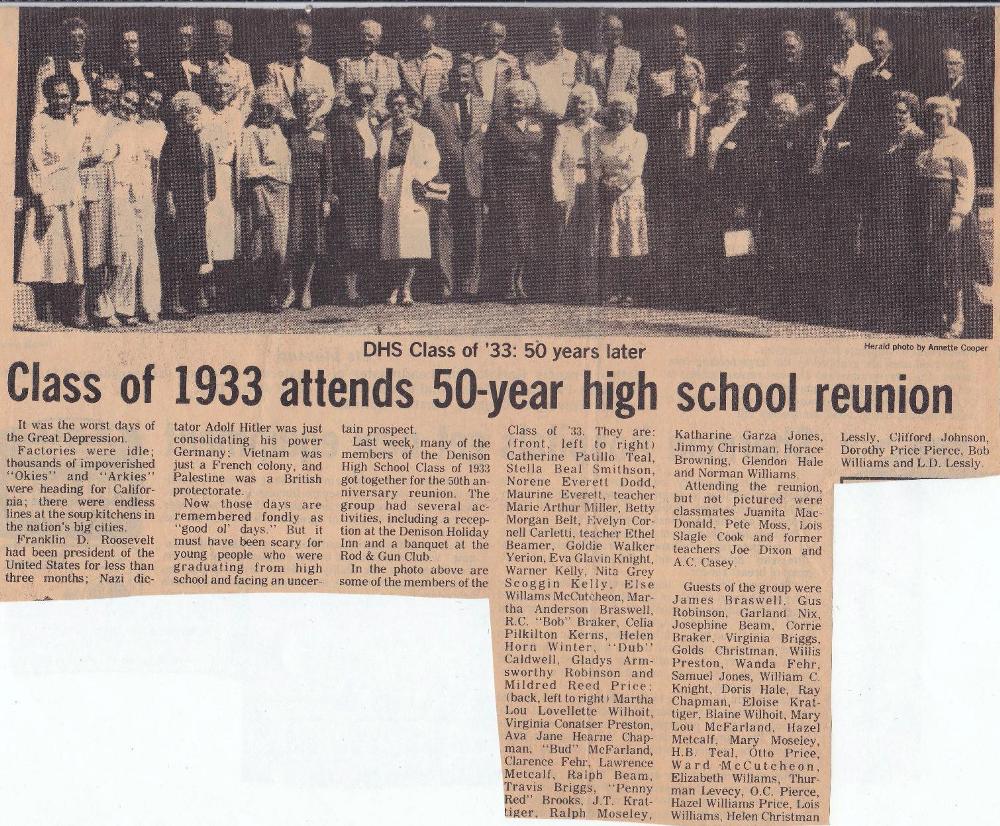 DHS Class of '33: 50 years later
Herald photo by Annette Cooper
Class of 1933 attends 50-year high school reunion
It was the worst days of
the Great Depression.
Factories were idle;
thousands of impoverished
"Okies" and "Arkies"
were heading for Califor-
nia; there were endless
lines at the soup kitchens in
the nation's big cities.
Franklin D. Roosevelt
had been president of the
United States for less than
three months; Nazi dic-
tator Adolf Hitler was just
consolidating his power
Germany; Vietnam was
just a French colony, and
Palestine was a British
protectorate.
Now those days are
remembered fondly as
"good ol' days." But it
must have been scary for
young people who were
graduating from high
school and facing an uncer-
tain prospect.
Last week, many of the
members of the Denison
High School Class of 1933
got together for the 50th an-
niversary reunion. The
group had several ac-
tivities, including a recep-
tion at the Denison Holiday
Inn and a banquet at the
Rod & Gun Club.
In the photo above are
some of the members of the
Class of '33. They are:
(front, left to right)
Catherine Patillo Teal,
Stella Beal Smithson,
Norene Everett Dodd,
Maurine Everett, teacher
Marie Arthur Miller, Betty
Morgan Belt, Evelyn Cor-
nell Carletti, teacher Ethel
Beamer, Goldie Walker
Yerion, Eva Glavin Knight,
Warner Kelly, Nita Grey
Scoggin Kelly, Else
Willams McCutcheon, Mar-
tha Anderson Braswell,
R.C. "Bob" Braker, Celia
Pilkilton Kerns, Helen
Horn Winter, "Dub"
Caldwell, Gladys Arm-
sworthy Robinson and
Mildred Reed Price;
(back, left to right) Martha
Lou Lovellette Wilhoit,
Virginia Conatser Preston,
Ava Jane Hearne Chap-
man, "Bud" McFarland,
Clarence Fehr, Lawrence
Metcalf, Ralph Beam,
Travis Briggs, "Penny
Red" Brooks, J.T. Krat-
tiger, Ralph Moseley,
Katharine Garza Jones,
Jimmy Christman, Horace
Browning, Glendon Hale
and Norman Williams.
Attending the reunion,
but not pictured were
classmates Juanita Mac-
Donald, Pete Moss, Lois
Slagle Cook and former
teachers Joe Dixon and
A.C. Casey.
Guests of the group were
James Braswell, Gus
Robinson, Garland Nix,
Josephine Beam, Corrie
Braker, Virginia Briggs,
Golds Christman, Willis
Preston, Wanda Fehr,
Samuel Jones, William C.
Knight, Doris Hale, Ray
Chapman, Eloise Krat-
tiger, Blaine Wilhoit, Mary
Lou McFarland, Hazel
Metcalf, Mary Moseley,
H.B. Teal, Otto Price,
Ward McCutcheon,
Elizabeth Wiliams, Thur-
man Levecy, O.C. Pierce,
Hazel Williams Price, Lois
Williams, Helen Christman
Lessly, Clifford Johnson,
Dorothy Price Pierce, Bob
Williams and L.D. Lessly.